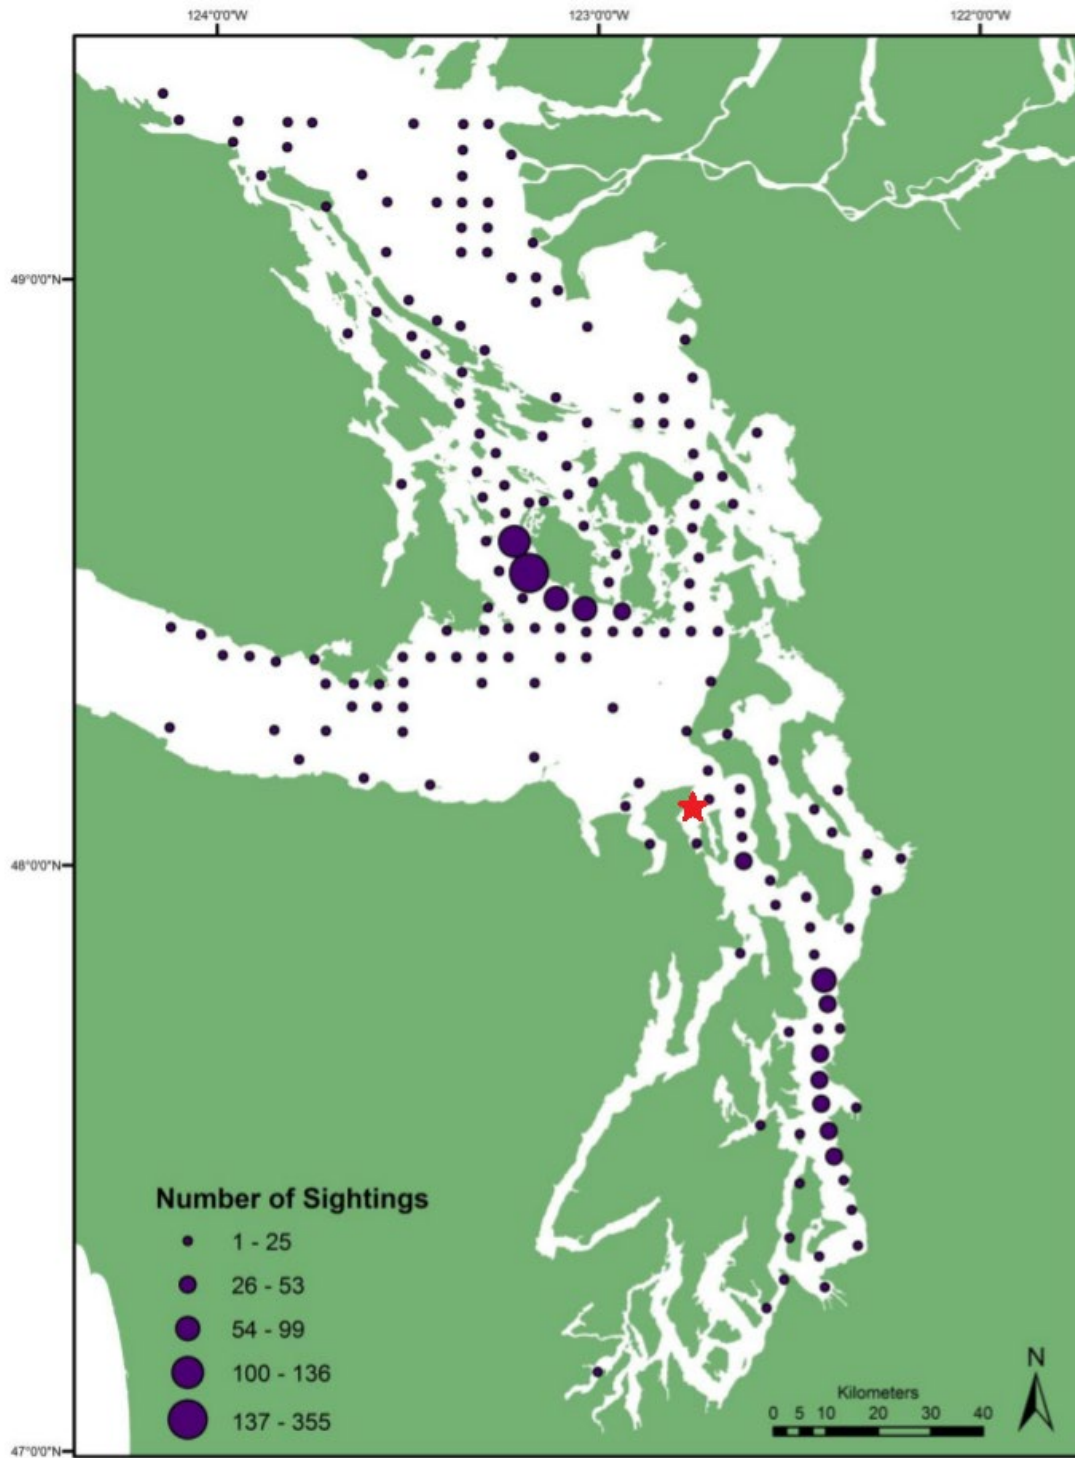 124°0'0"W 123°0'0"W 122°0'0"W
49°0'0"N
48°0'0"N
Number of Sightings
1 - 25
26 - 53
54 - 99
100 - 136
137 - 355
N
Kilometers
0 5 10 20 30 40
47°0'0"N